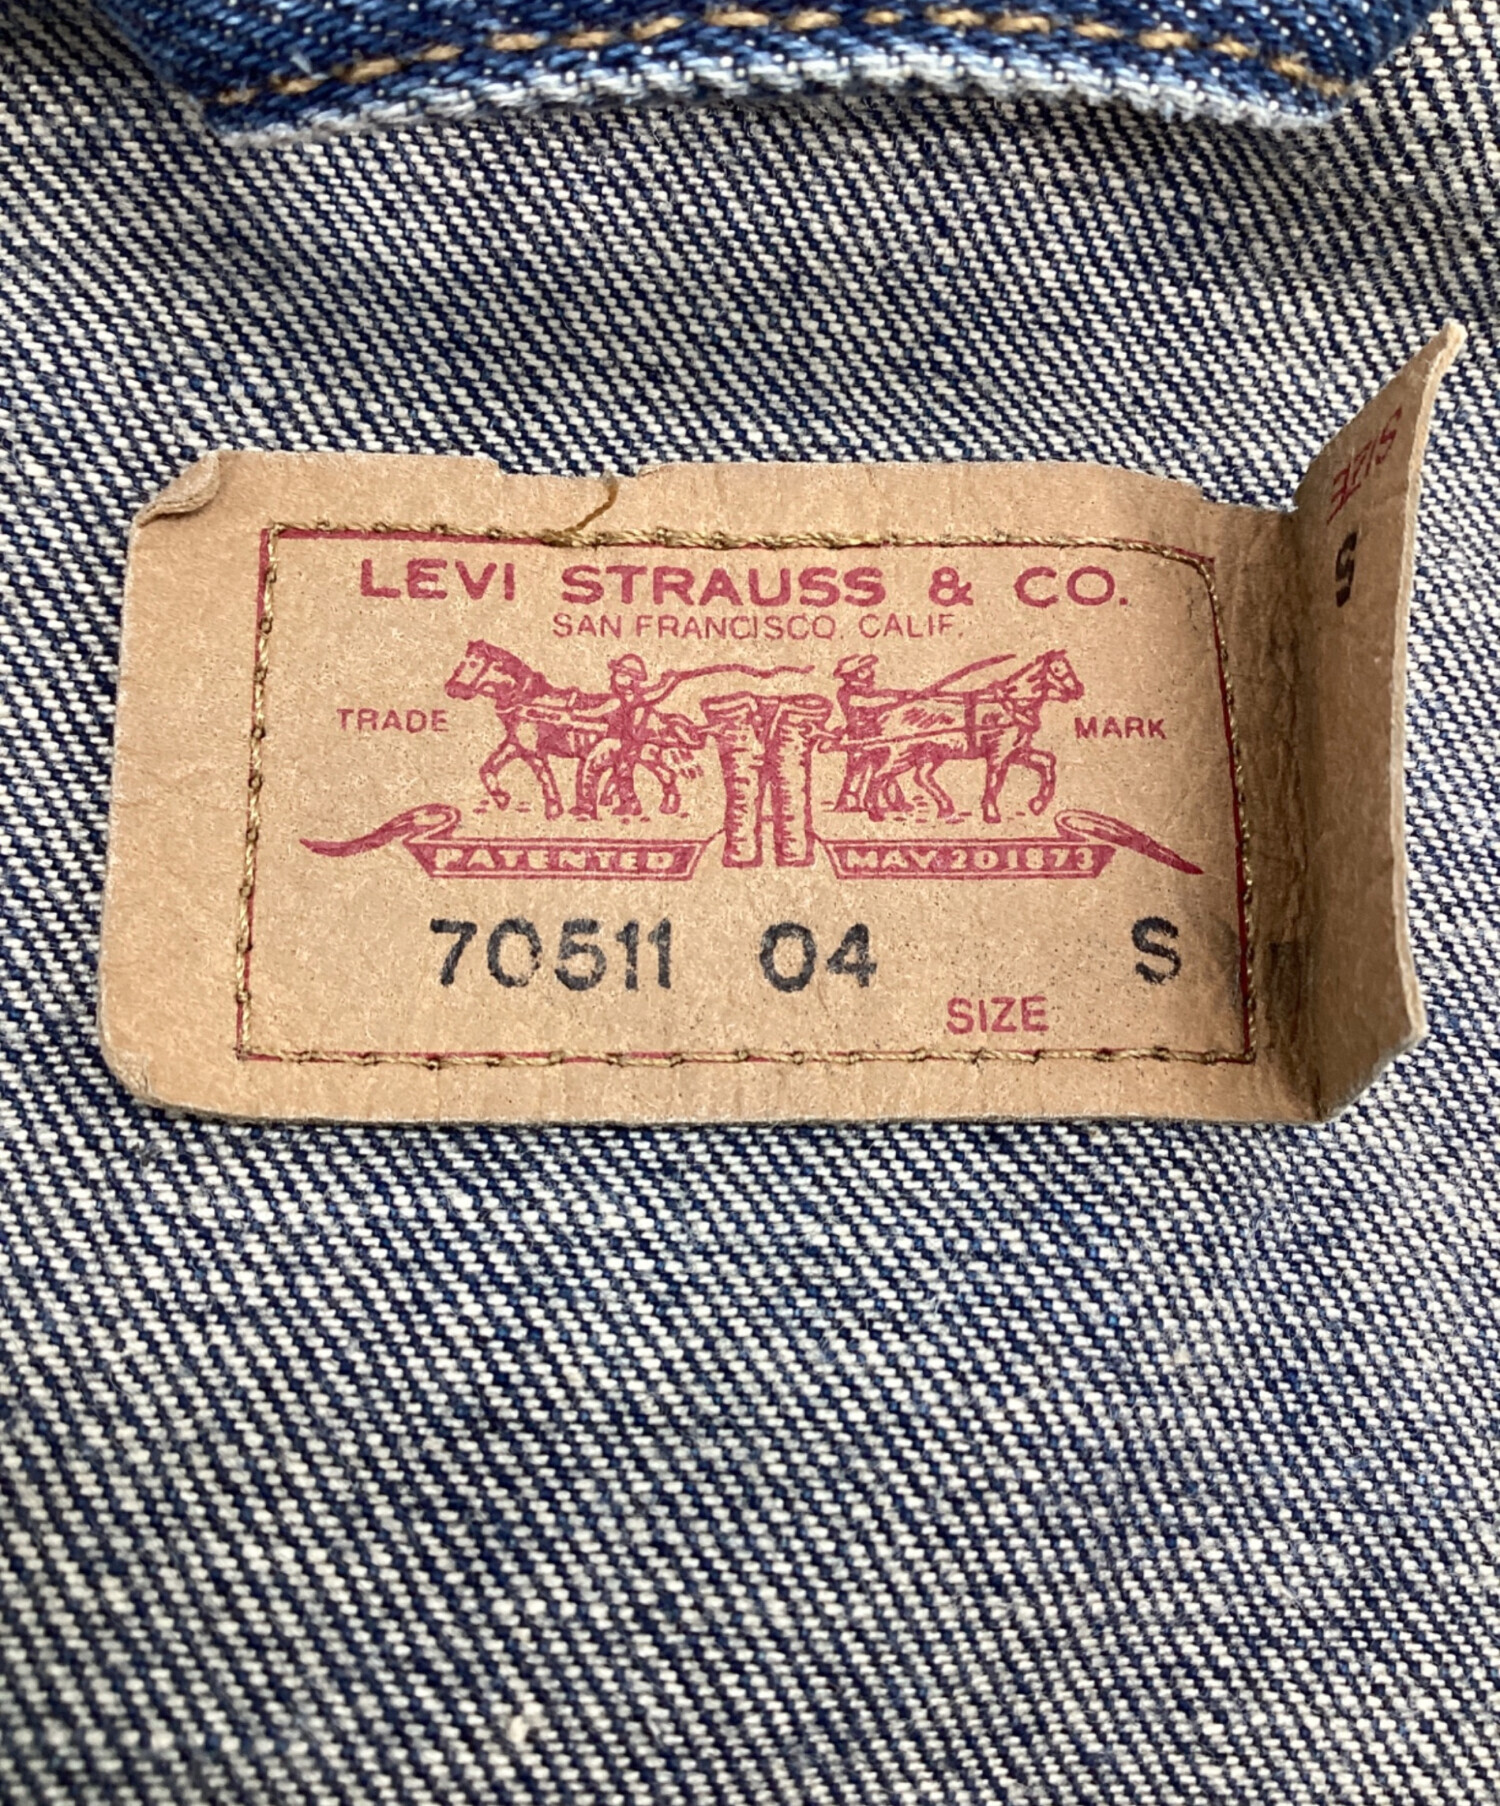 LEVI STRAUSS & CO.
SAN FRANCISCO, CALIF.
TRADE MARK
PATENTED MAY 20 1873
70511 04 S
SIZE
SIZE
S